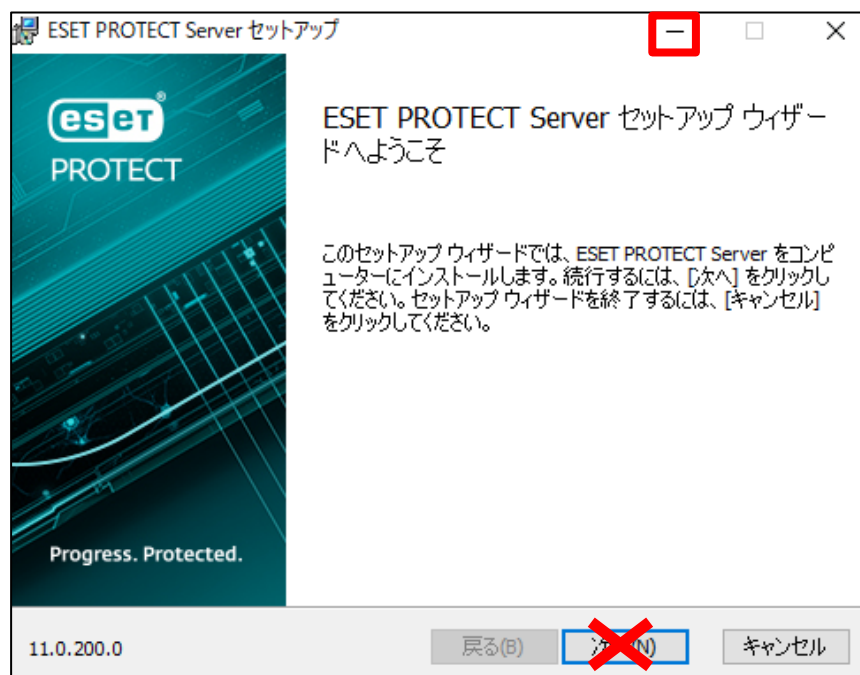 ESET PROTECT Server セットアップ
eseT®
PROTECT
ESET PROTECT Server セットアップ ウィザー
ドへようこそ
このセットアップ ウィザードでは、ESET PROTECT Server をコンピ
ューターにインストールします。続行するには、[次へ] をクリックし
てください。セットアップ ウィザードを終了するには、[キャンセル]
をクリックしてください。
Progress. Protected.
11.0.200.0
戻る(B)
(N)
キャンセル